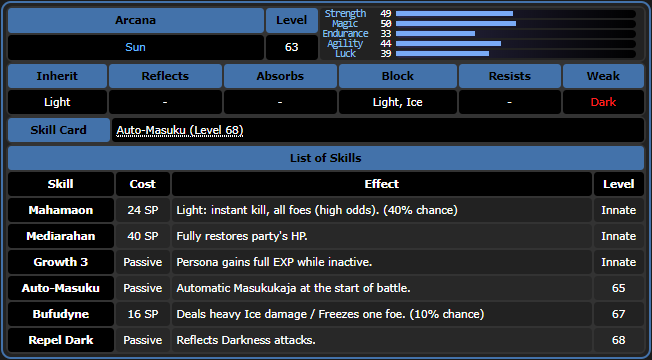 Arcana Level
Sun 63
Strength 49
Magic 50
Endurance 33
Agility 44
Luck 39
Inherit Reflects Absorbs Block Resists Weak
Light - - Light, Ice - Dark
Skill Card Auto-Masuku (Level 68)
List of Skills
Skill Cost Effect Level
Mahamaon 24 SP Light: instant kill, all foes (high odds). (40% chance) Innate
Mediarahan 40 SP Fully restores party's HP. Innate
Growth 3 Passive Persona gains full EXP while inactive. Innate
Auto-Masuku Passive Automatic Masukukaja at the start of battle. 65
Bufudyne 16 SP Deals heavy Ice damage / Freezes one foe. (10% chance) 67
Repel Dark Passive Reflects Darkness attacks. 68